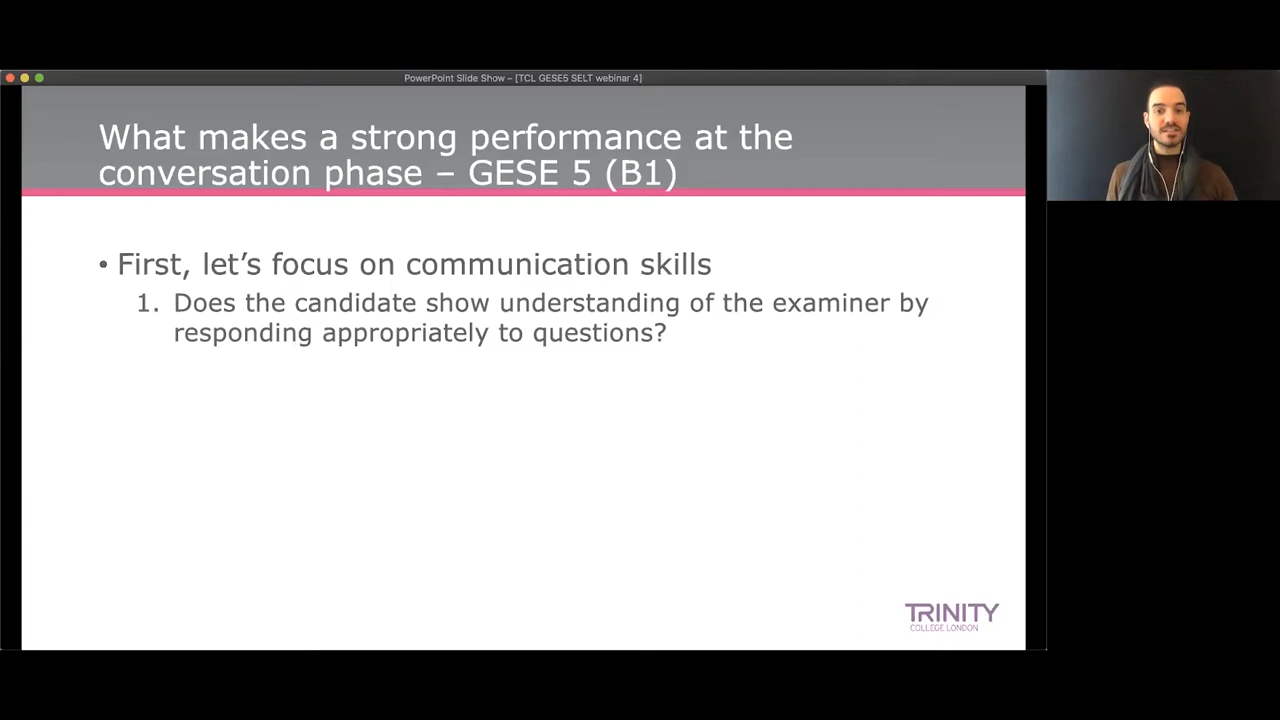 PowerPoint Slide Show – [TCL GESE5 SELT webinar 4]
What makes a strong performance at the
conversation phase – GESE 5 (B1)
• First, let’s focus on communication skills
1. Does the candidate show understanding of the examiner by
responding appropriately to questions?
TRINITY
COLLEGE LONDON